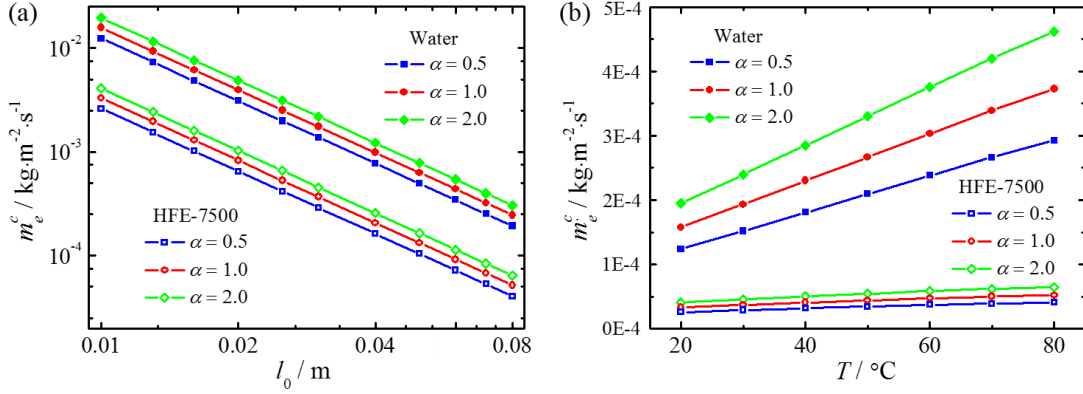 (a)
10⁻²
10⁻³
10⁻⁴
mₑᶜ / kg·m⁻²·s⁻¹
Water
α = 0.5
α = 1.0
α = 2.0
HFE-7500
α = 0.5
α = 1.0
α = 2.0
0.01 0.02 0.04 0.08
l₀ / m
(b)
5E-4
4E-4
3E-4
2E-4
1E-4
0E-4
ṁₑᶜ / kg·m⁻²·s⁻¹
Water
α = 0.5
α = 1.0
α = 2.0
HFE-7500
α = 0.5
α = 1.0
α = 2.0
20 40 60 80
T / °C